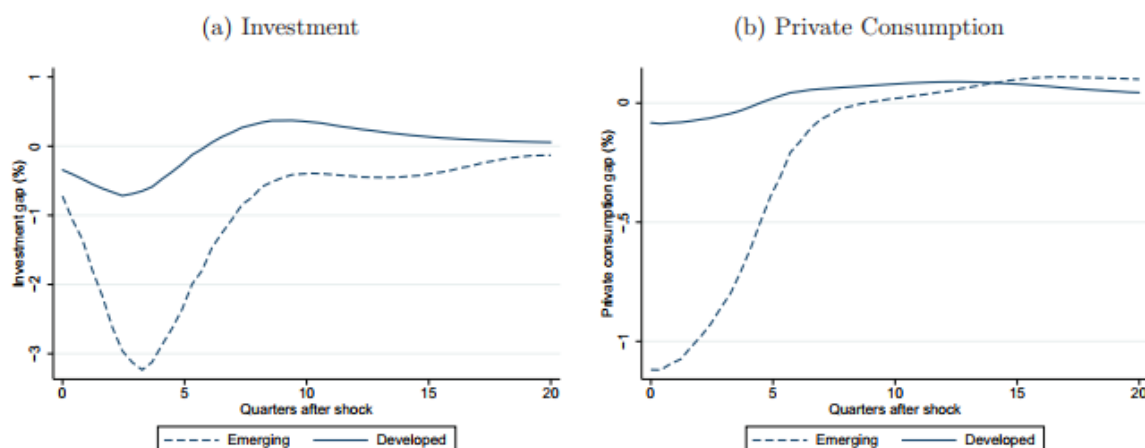 (a) Investment
1
0
-1
-2
-3
Investment gap (%)
0 5 10 15 20
Quarters after shock
Emerging Developed
(b) Private Consumption
0
-.5
-1
Private consumption gap (%)
0 5 10 15 20
Quarters after shock
Emerging Developed